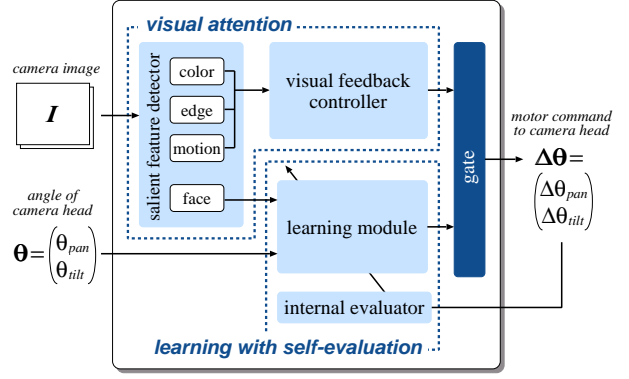 visual attention
camera image
I
salient feature detector
color
edge
motion
face
visual feedback
controller
gate
motor command
to camera head
Δθ=
(Δθpan
Δθtilt)
angle of
camera head
θ=(θpan
θtilt)
learning module
internal evaluator
learning with self-evaluation